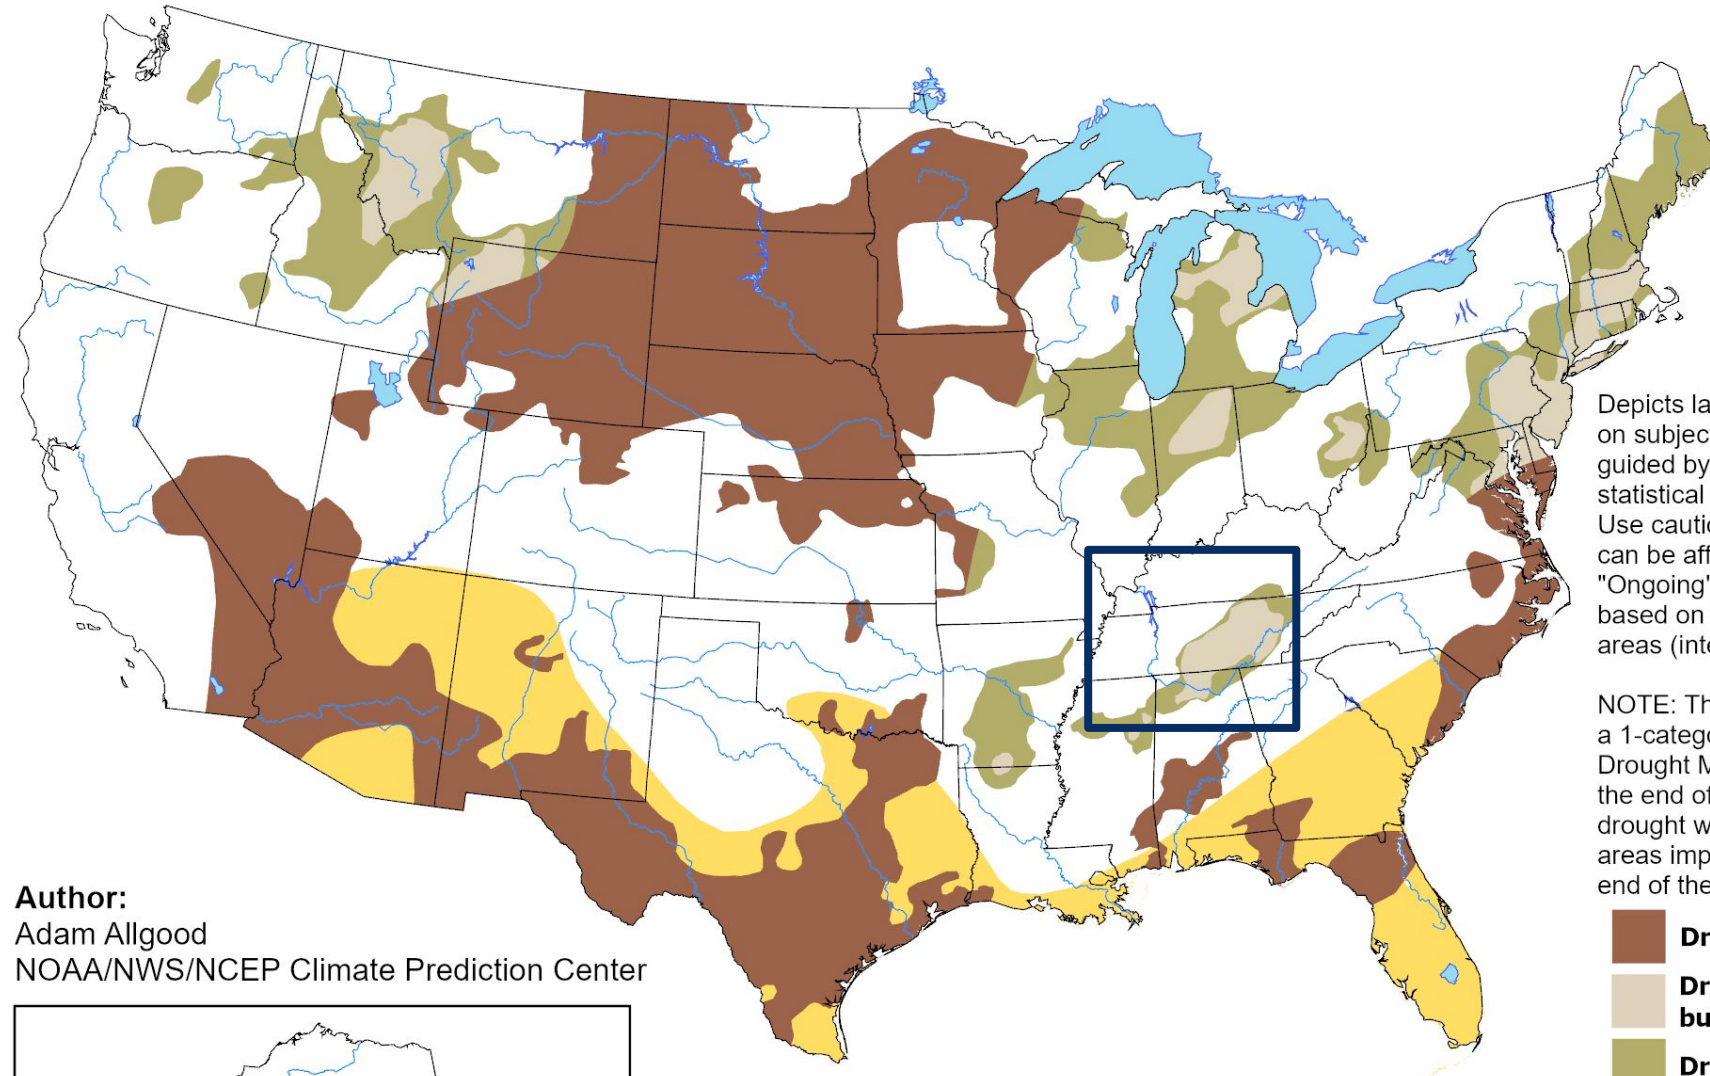 Depicts la
on subjec
guided by
statistical
Use cautic
can be aff
"Ongoing"
based on
areas (inte
NOTE: Th
a 1-categ
Drought M
the end of
drought w
areas imp
end of the
Author:
Adam Allgood
NOAA/NWS/NCEP Climate Prediction Center
Dr
Dr
bu
Dr